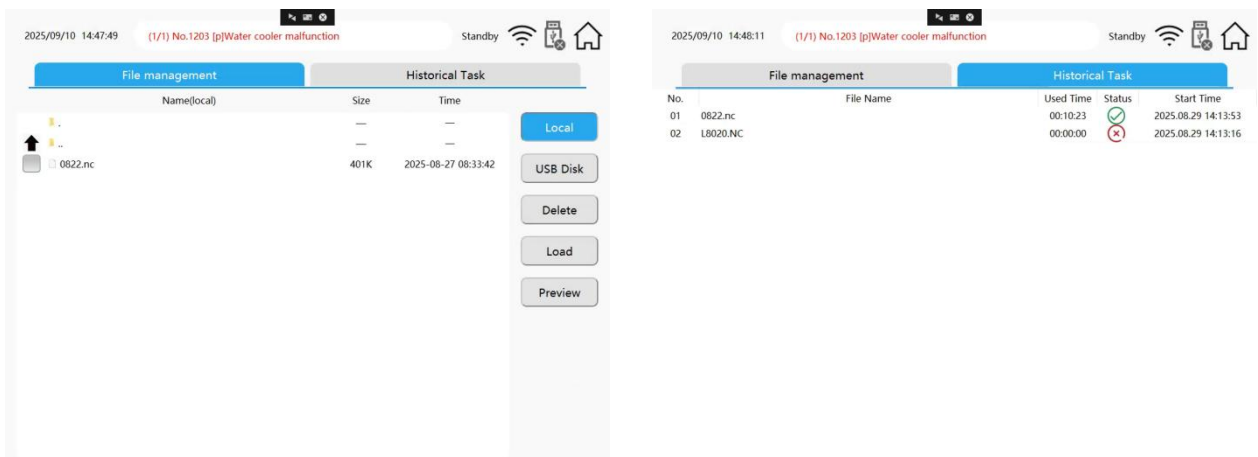 2025/09/10 14:47:49 (1/1) No.1203 [p]Water cooler malfunction Standby
File management Historical Task
Name(local) Size Time
. — —
.. — —
0822.nc 401K 2025-08-27 08:33:42
Local
USB Disk
Delete
Load
Preview
2025/09/10 14:48:11 (1/1) No.1203 [p]Water cooler malfunction Standby
File management Historical Task
No. File Name Used Time Status Start Time
01 0822.nc 00:10:23 2025.08.29 14:13:53
02 L8020.NC 00:00:00 2025.08.29 14:13:16